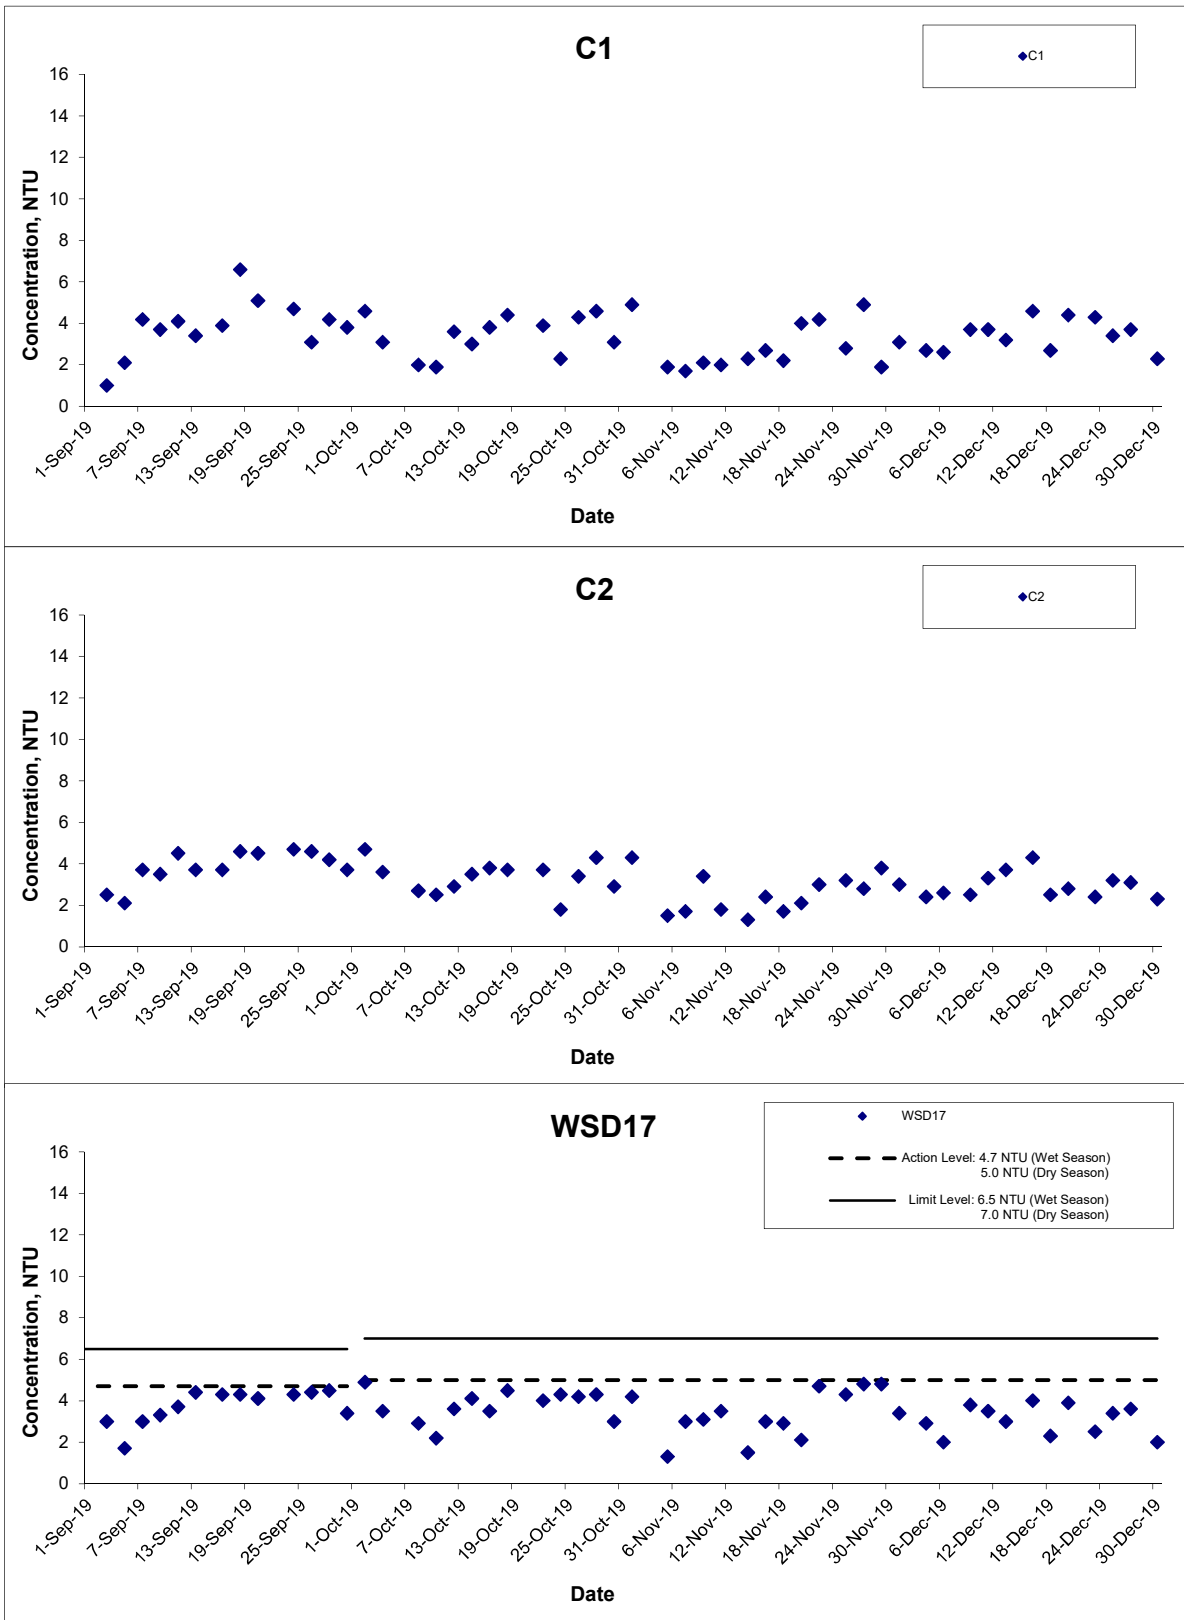 C1
C1
Concentration, NTU
16
14
12
10
8
6
4
2
0
1-Sep-19
7-Sep-19
13-Sep-19
19-Sep-19
25-Sep-19
1-Oct-19
7-Oct-19
13-Oct-19
19-Oct-19
25-Oct-19
31-Oct-19
6-Nov-19
12-Nov-19
18-Nov-19
24-Nov-19
30-Nov-19
6-Dec-19
12-Dec-19
18-Dec-19
24-Dec-19
30-Dec-19
Date
C2
C2
Concentration, NTU
16
14
12
10
8
6
4
2
0
1-Sep-19
7-Sep-19
13-Sep-19
19-Sep-19
25-Sep-19
1-Oct-19
7-Oct-19
13-Oct-19
19-Oct-19
25-Oct-19
31-Oct-19
6-Nov-19
12-Nov-19
18-Nov-19
24-Nov-19
30-Nov-19
6-Dec-19
12-Dec-19
18-Dec-19
24-Dec-19
30-Dec-19
Date
WSD17
WSD17
Action Level: 4.7 NTU (Wet Season)
5.0 NTU (Dry Season)
Limit Level: 6.5 NTU (Wet Season)
7.0 NTU (Dry Season)
Concentration, NTU
16
14
12
10
8
6
4
2
0
1-Sep-19
7-Sep-19
13-Sep-19
19-Sep-19
25-Sep-19
1-Oct-19
7-Oct-19
13-Oct-19
19-Oct-19
25-Oct-19
31-Oct-19
6-Nov-19
12-Nov-19
18-Nov-19
24-Nov-19
30-Nov-19
6-Dec-19
12-Dec-19
18-Dec-19
24-Dec-19
30-Dec-19
Date